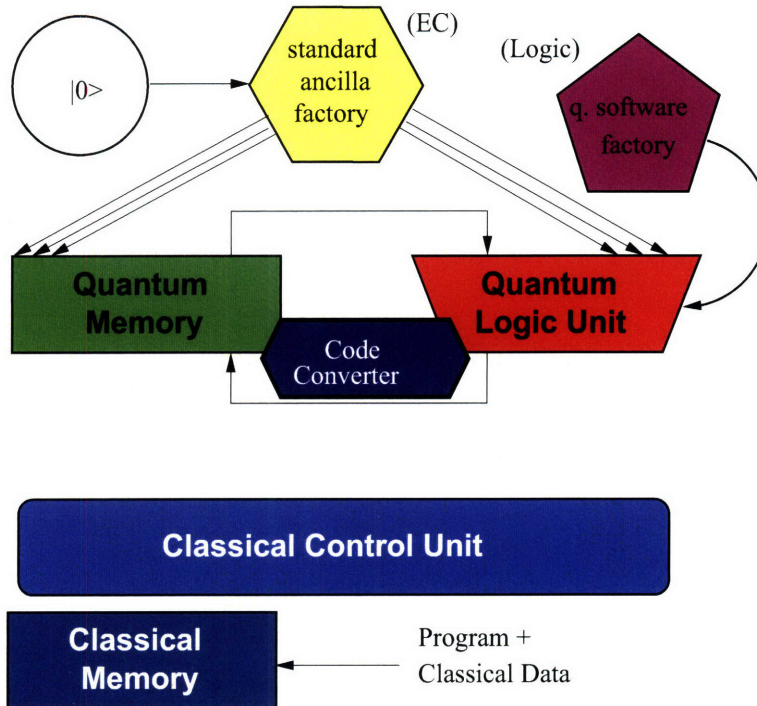 (EC)
|0>
standard
ancilla
factory
(Logic)
q. software
factory
Quantum
Memory
Quantum
Logic Unit
Code
Converter
Classical Control Unit
Classical
Memory
Program +
Classical Data